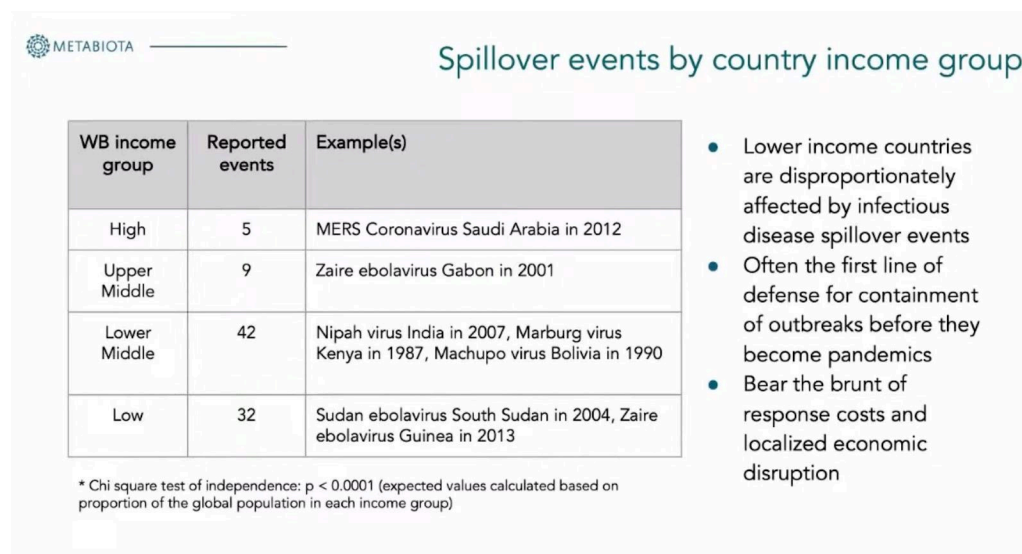 METABIOTA
Spillover events by country income group
WB income group
Reported events
Example(s)
High
5
MERS Coronavirus Saudi Arabia in 2012
Upper Middle
9
Zaire ebolavirus Gabon in 2001
Lower Middle
42
Nipah virus India in 2007, Marburg virus
Kenya in 1987, Machupo virus Bolivia in 1990
Low
32
Sudan ebolavirus South Sudan in 2004, Zaire
ebolavirus Guinea in 2013
* Chi square test of independence: p < 0.0001 (expected values calculated based on
proportion of the global population in each income group)
● Lower income countries
are disproportionately
affected by infectious
disease spillover events
● Often the first line of
defense for containment
of outbreaks before they
become pandemics
● Bear the brunt of
response costs and
localized economic
disruption